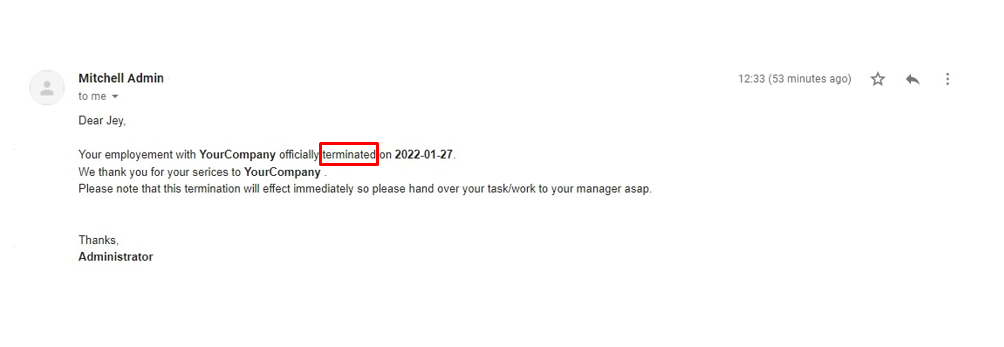 Mitchell Admin
12:33 (53 minutes ago)
to me
Dear Jey,
Your employement with YourCompany officially terminated on 2022-01-27.
We thank you for your serices to YourCompany .
Please note that this termination will effect immediately so please hand over your task/work to your manager asap.
Thanks,
Administrator